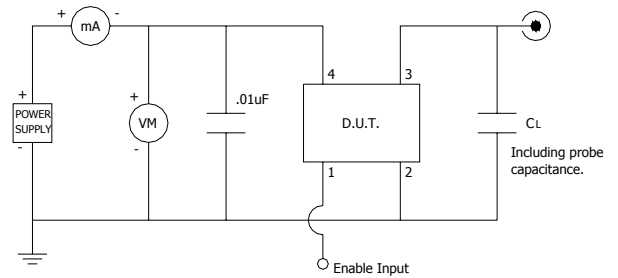 + mA -
4 3
+ POWER SUPPLY -
+ VM -
.01uF
D.U.T.
CL
Including probe
capacitance.
1 2
Enable Input